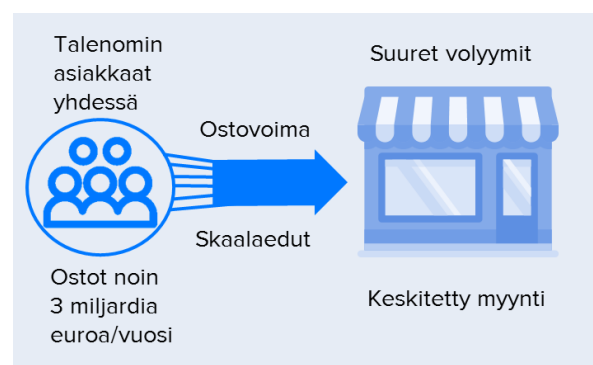 Talenomin
asiakkaat
yhdessä
Ostot noin
3 miljardia
euroa/vuosi
Ostovoima
Skaalaedut
Suuret volyymit
Keskitetty myynti